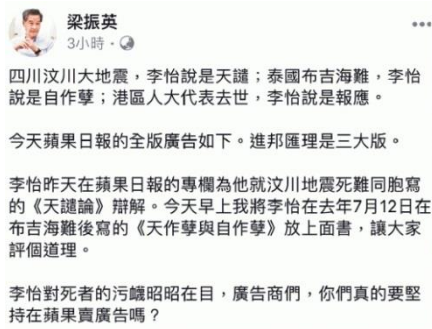 梁振英
3小時·
四川汶川大地震，李怡說是天譴；泰國布吉海難，李怡
說是自作孽；港區人大代表去世，李怡說是報應。
今天蘋果日報的全版廣告如下。進邦匯理是三大版。
李怡昨天在蘋果日報的專欄為他就汶川地震死難同胞寫
的《天譴論》辯解。今天早上我將李怡在去年7月12日在
布吉海難後寫的《天作孽與自作孽》放上面書，讓大家
評個道理。
李怡對死者的污衊昭昭在目，廣告商們，你們真的要堅
持在蘋果賣廣告嗎？